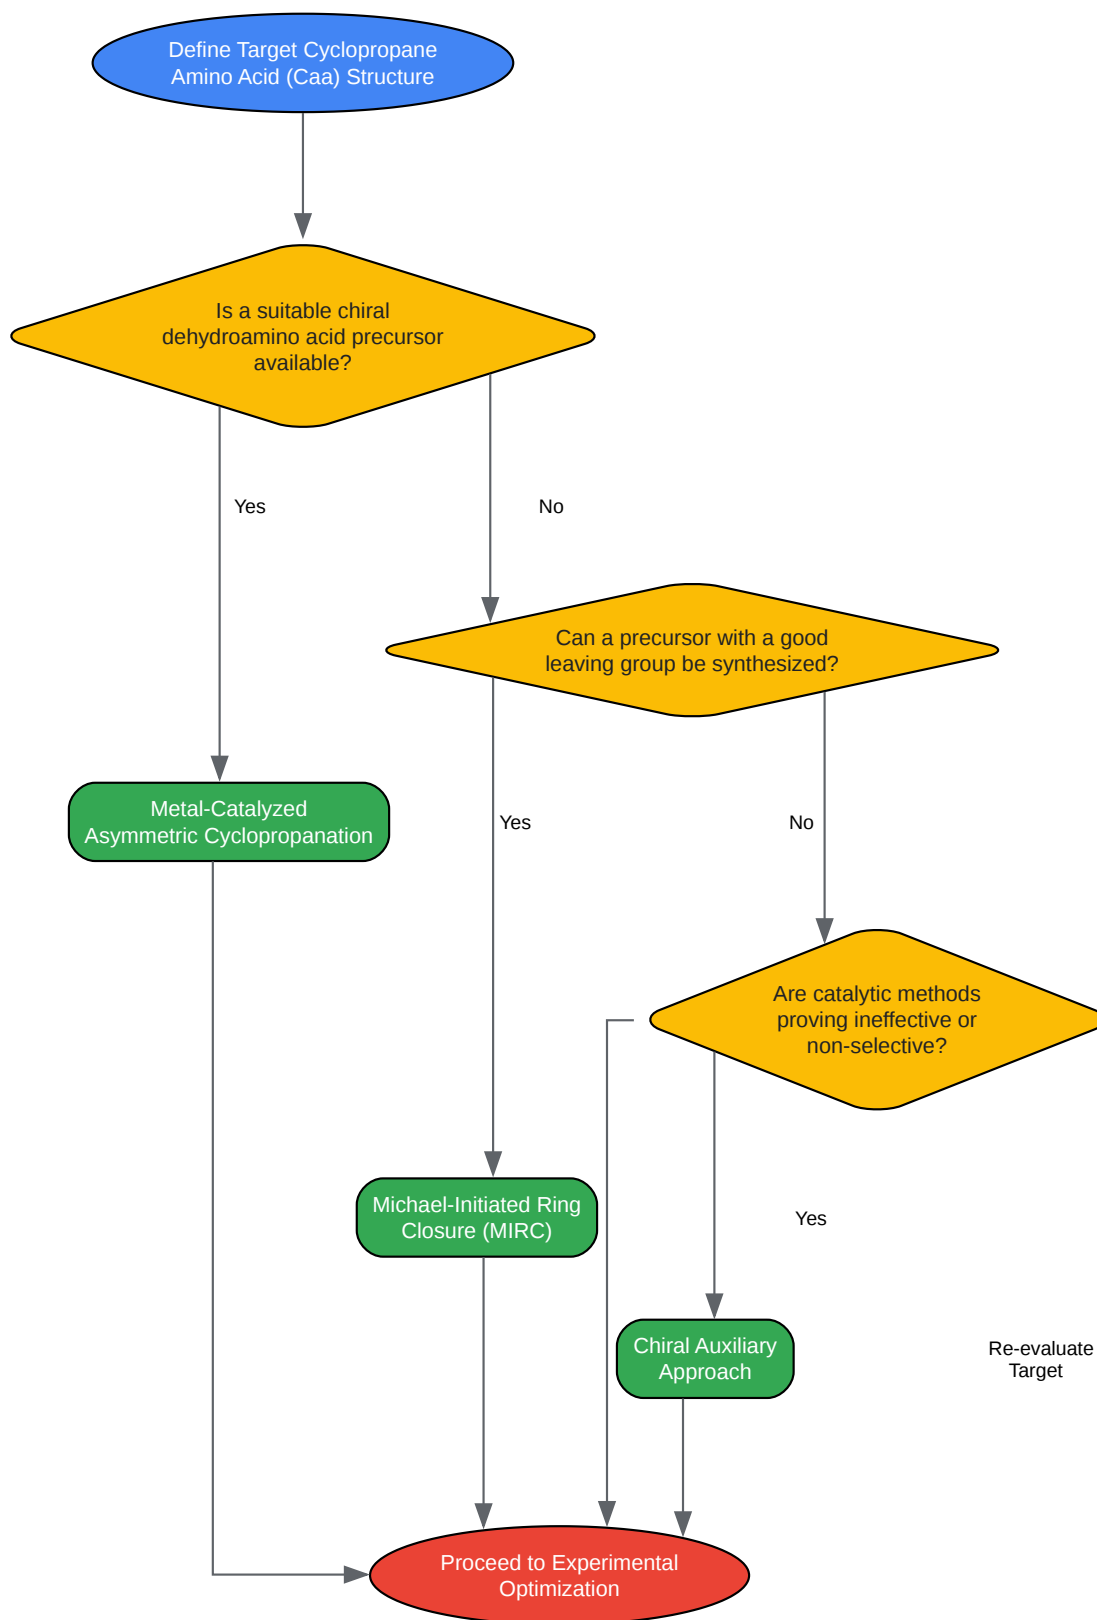 Define Target Cyclopropane
Amino Acid (Caa) Structure
Is a suitable chiral
dehydroamino acid precursor
available?
Yes
No
Can a precursor with a good
leaving group be synthesized?
Metal-Catalyzed
Asymmetric Cyclopropanation
Yes
No
Are catalytic methods
proving ineffective or
non-selective?
Michael-Initiated Ring
Closure (MIRC)
Yes
Chiral Auxiliary
Approach
Re-evaluate
Target
Proceed to Experimental
Optimization